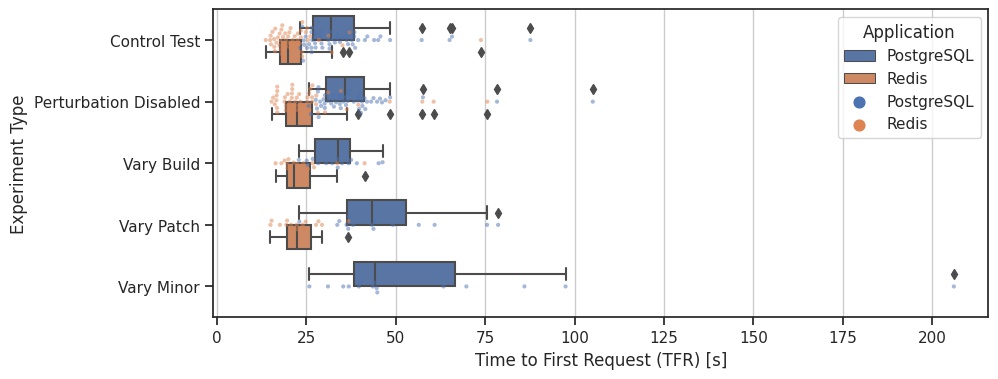 Application
PostgreSQL
Redis
PostgreSQL
Redis
Experiment Type
Control Test
Perturbation Disabled
Vary Build
Vary Patch
Vary Minor
0 25 50 75 100 125 150 175 200
Time to First Request (TFR) [s]